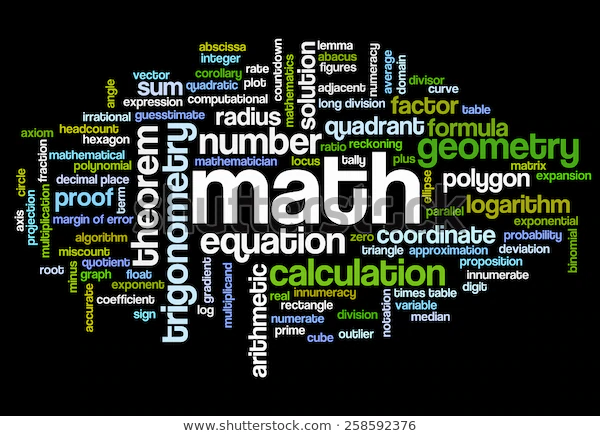 abscissa
integer
corollary
vector
sum
quadratic
rate
plot
countdown
mathematics
solution
lemma
abacus
figures
adjacent
numeracy
average
domain
divisor
curve
angle
expression
computational
long division
factor
table
irrational
guesstimate
radius
quadrant
formula
axiom
headcount
hexagon
number
ratio
reckoning
geometry
fraction
mathematical
polynomial
theorem
trigonometry
mathematician
locus
tally
plus
matrix
circle
decimal place
math
ellipse
polygon
expansion
multiplication
proof
term
parallel
logarithm
axis
projection
margin of error
exponential
algorithm
equation
zero
coordinate
probability
binomial
miscount
triangle
approximation
deviation
minus
quotient
gradient
calculation
proposition
root
graph
float
innumerate
accurate
exponent
multiplicand
arithmetic
real
innumeracy
times table
digit
coefficient
log
rectangle
notation
variable
sign
numerate
division
median
prime
cube
outlier
shutterstock.com · 258592376